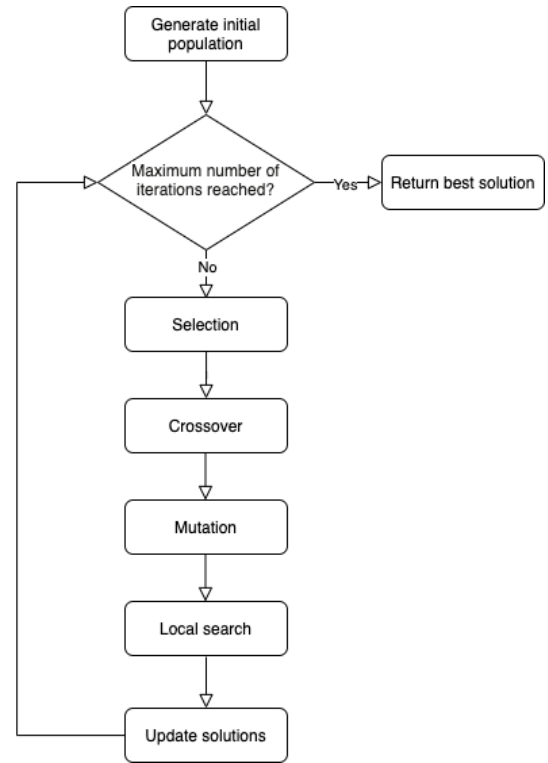 Generate initial
population
Maximum number of
iterations reached?
Yes
Return best solution
No
Selection
Crossover
Mutation
Local search
Update solutions